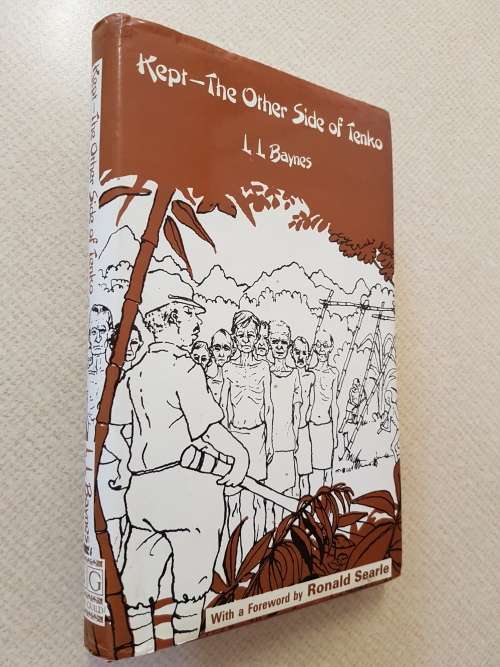 Kept—The Other Side of Tenko
L L Baynes
With a Foreword by Ronald Searle
Kept—The Other Side of Tenko
L L Baynes
G
GUILD